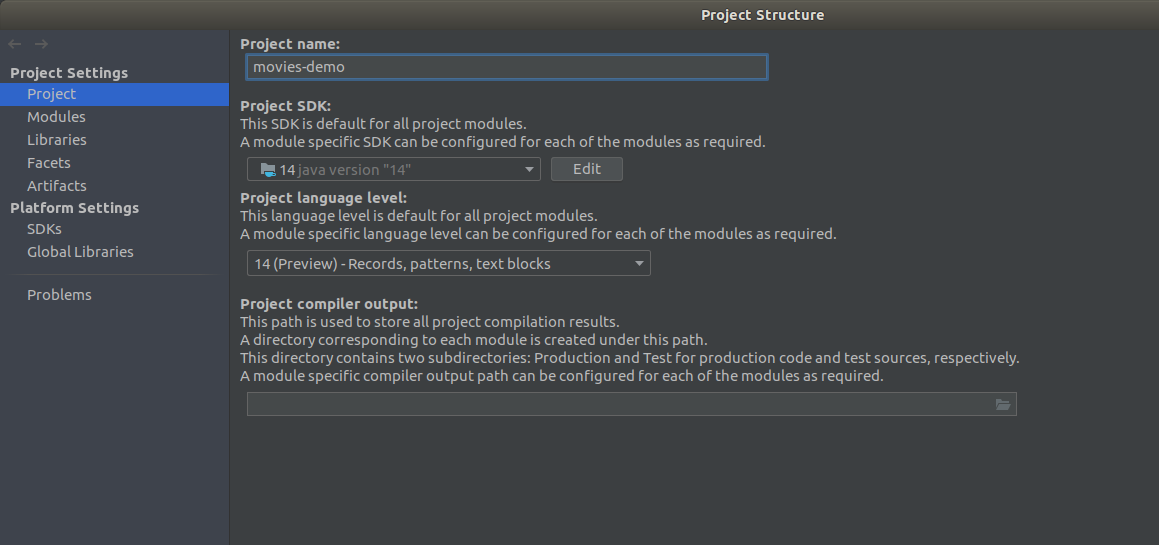 Project Structure
Project Settings
Project
Modules
Libraries
Facets
Artifacts
Platform Settings
SDKs
Global Libraries
Problems
Project name:
movies-demo
Project SDK:
This SDK is default for all project modules.
A module specific SDK can be configured for each of the modules as required.
14 java version "14"
Edit
Project language level:
This language level is default for all project modules.
A module specific language level can be configured for each of the modules as required.
14 (Preview) - Records, patterns, text blocks
Project compiler output:
This path is used to store all project compilation results.
A directory corresponding to each module is created under this path.
This directory contains two subdirectories: Production and Test for production code and test sources, respectively.
A module specific compiler output path can be configured for each of the modules as required.